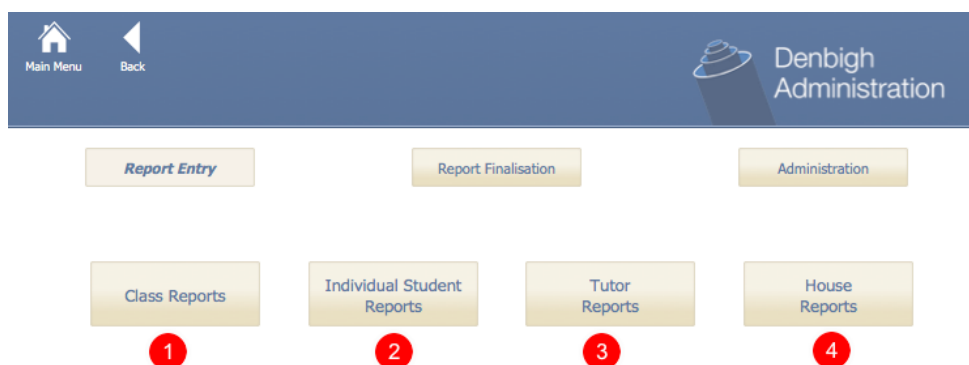 Main Menu
Back
Denbigh
Administration
Report Entry
Report Finalisation
Administration
Class Reports
Individual Student
Reports
Tutor
Reports
House
Reports
1
2
3
4